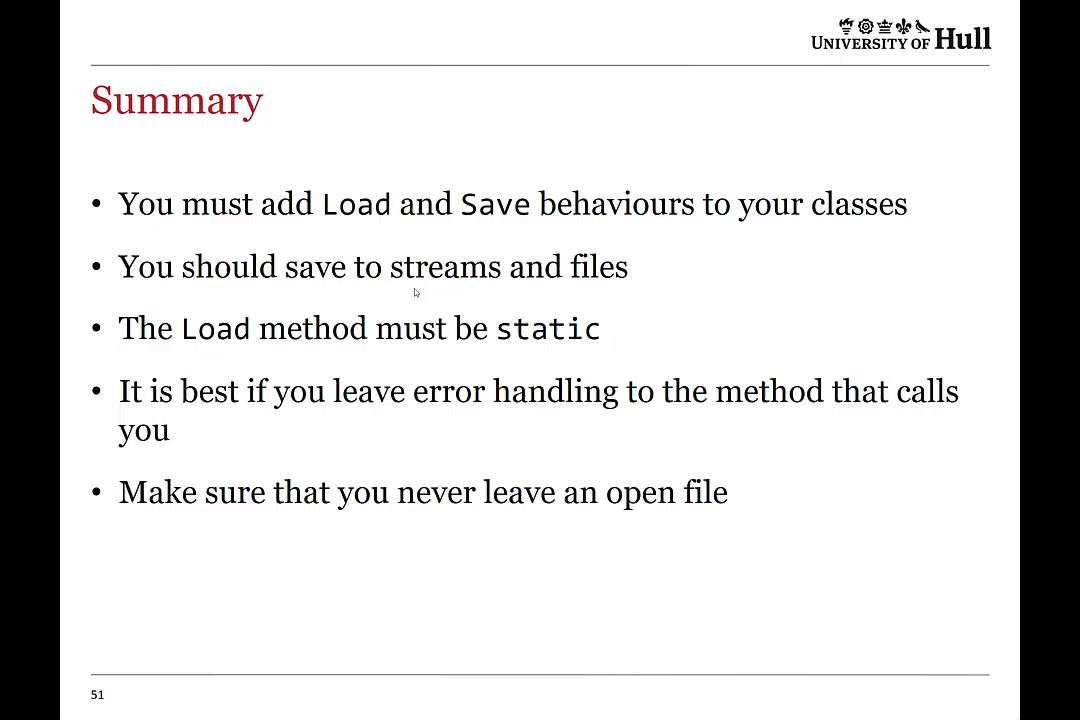 UNIVERSITY OF Hull
Summary
• You must add Load and Save behaviours to your classes
• You should save to streams and files
• The Load method must be static
• It is best if you leave error handling to the method that calls
you
• Make sure that you never leave an open file
51